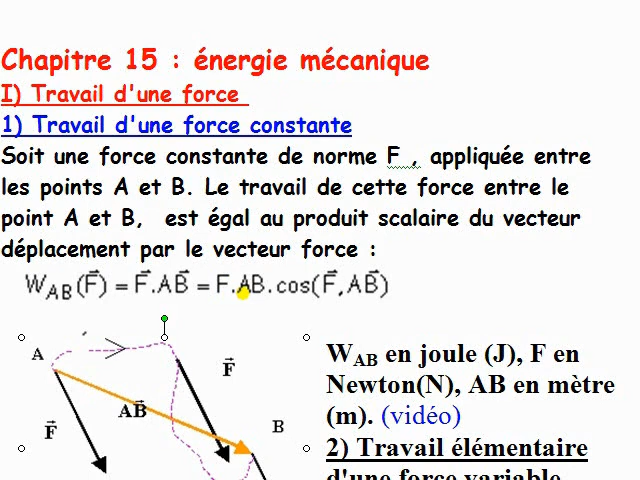 Chapitre 15 : énergie mécanique
I) Travail d'une force
1) Travail d'une force constante
Soit une force constante de norme F , appliquée entre
les points A et B. Le travail de cette force entre le
point A et B, est égal au produit scalaire du vecteur
déplacement par le vecteur force :
W_AB(F⃗) = F⃗.AB⃗ = F.AB.cos(F⃗,AB⃗)
A
F⃗
AB⃗
F⃗
B
W_AB en joule (J), F en
Newton(N), AB en mètre
(m). (vidéo)
2) Travail élémentaire
d'une force variable